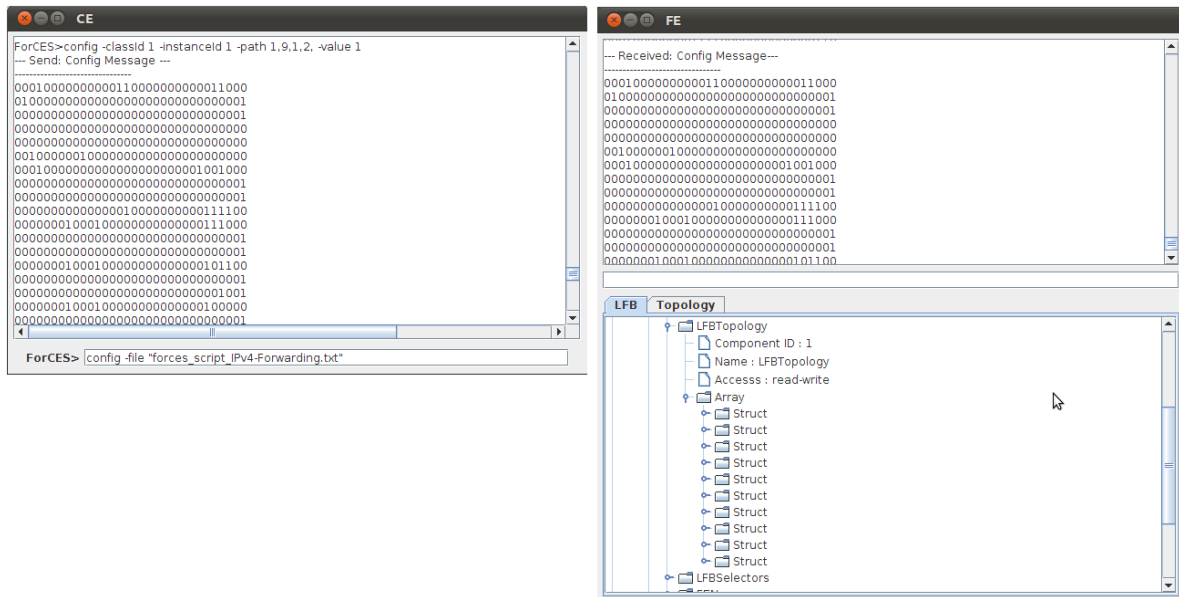 CE
ForCES>config -classId 1 -instanceId 1 -path 1,9,1,2, -value 1
--- Send: Config Message ---
-------------------------------
00010000000000110000000000011000
01000000000000000000000000000001
00000000000000000000000000000001
00000000000000000000000000000000
00000000000000000000000000000000
00100000010000000000000000000000
00010000000000000000000001001000
00000000000000000000000000000001
00000000000000000000000000000001
00000000000000010000000000111100
00000001000100000000000000111000
00000000000000000000000000000001
00000000000000000000000000000001
00000001000100000000000000101100
00000000000000000000000000000001
00000000000000000000000000001001
00000001000100000000000000100000
00000000000000000000000000000001
ForCES> config -file "forces_script_IPv4-Forwarding.txt"
FE
--- Received: Config Message---
-------------------------------
00010000000000110000000000011000
01000000000000000000000000000001
00000000000000000000000000000001
00000000000000000000000000000000
00000000000000000000000000000000
00100000010000000000000000000000
00010000000000000000000001001000
00000000000000000000000000000001
00000000000000000000000000000001
00000000000000010000000000111100
00000001000100000000000000111000
00000000000000000000000000000001
00000000000000000000000000000001
00000001000100000000000000101100
LFB Topology
LFBTopology
Component ID : 1
Name : LFBTopology
Accesss : read-write
Array
Struct
Struct
Struct
Struct
Struct
Struct
Struct
Struct
Struct
Struct
LFBSelectors